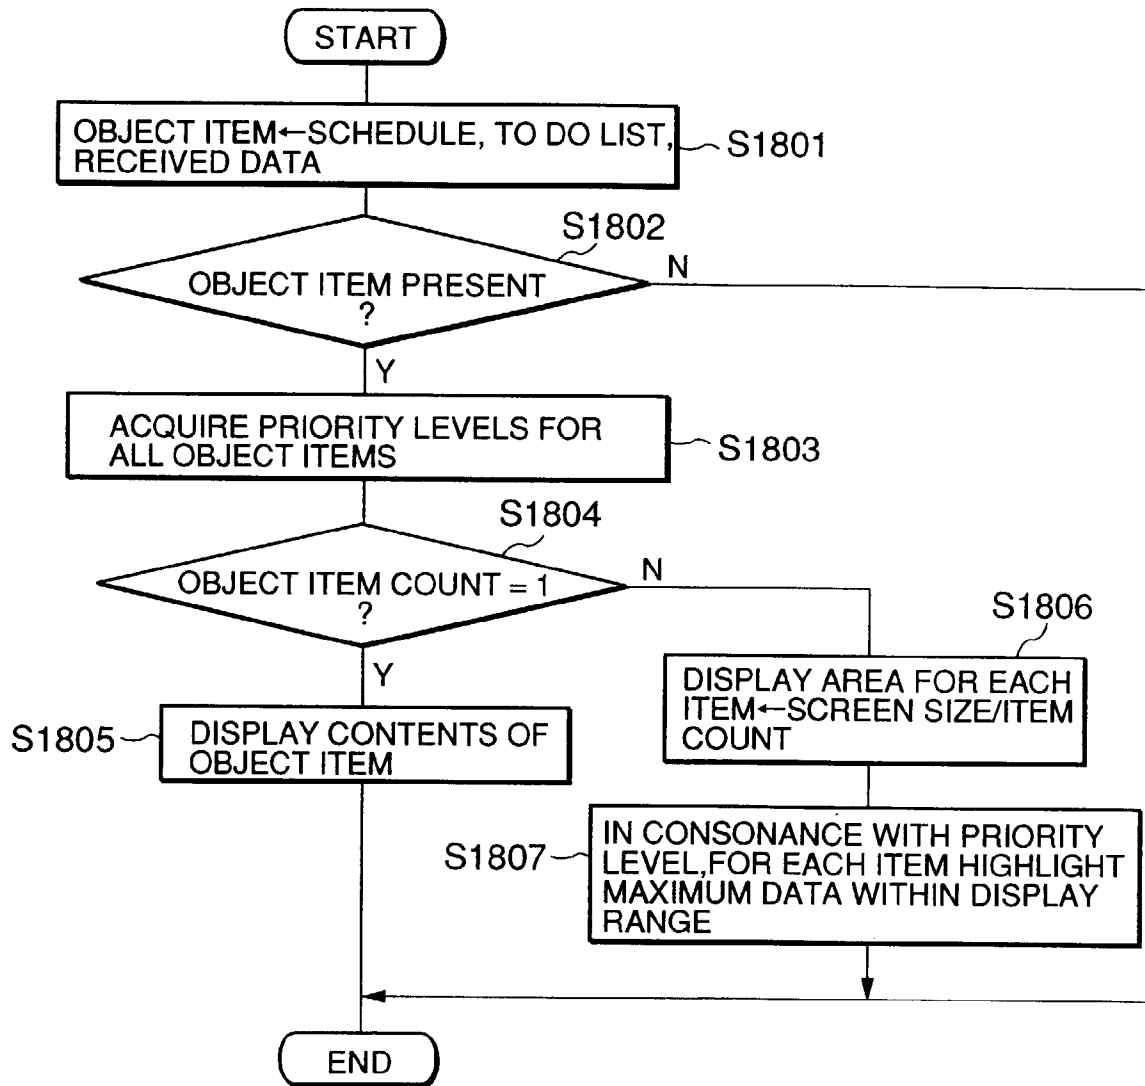 START
OBJECT ITEM←SCHEDULE, TO DO LIST,
RECEIVED DATA
S1801
S1802
OBJECT ITEM PRESENT
?
N
Y
ACQUIRE PRIORITY LEVELS FOR
ALL OBJECT ITEMS
S1803
S1804
OBJECT ITEM COUNT = 1
?
N
Y
S1806
DISPLAY AREA FOR EACH
ITEM←SCREEN SIZE/ITEM
COUNT
S1805
DISPLAY CONTENTS OF
OBJECT ITEM
S1807
IN CONSONANCE WITH PRIORITY
LEVEL,FOR EACH ITEM HIGHLIGHT
MAXIMUM DATA WITHIN DISPLAY
RANGE
END